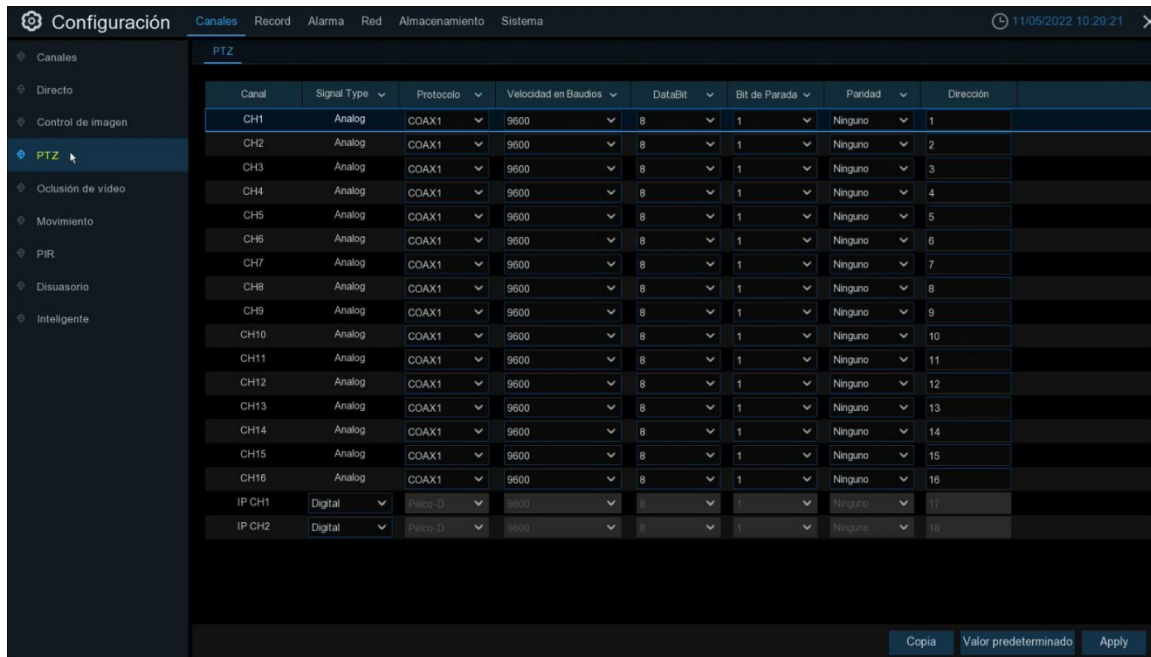 Configuración Canales Record Alarma Red Almacenamiento Sistema 11/05/2022 10:29:21
Canales
Directo
Control de imagen
PTZ
Oclusión de vídeo
Movimiento
PIR
Disuasorio
Inteligente
PTZ
Canal Signal Type Protocolo Velocidad en Baudios DataBit Bit de Parada Paridad Dirección
CH1 Analog COAX1 9600 8 1 Ninguno 1
CH2 Analog COAX1 9600 8 1 Ninguno 2
CH3 Analog COAX1 9600 8 1 Ninguno 3
CH4 Analog COAX1 9600 8 1 Ninguno 4
CH5 Analog COAX1 9600 8 1 Ninguno 5
CH6 Analog COAX1 9600 8 1 Ninguno 6
CH7 Analog COAX1 9600 8 1 Ninguno 7
CH8 Analog COAX1 9600 8 1 Ninguno 8
CH9 Analog COAX1 9600 8 1 Ninguno 9
CH10 Analog COAX1 9600 8 1 Ninguno 10
CH11 Analog COAX1 9600 8 1 Ninguno 11
CH12 Analog COAX1 9600 8 1 Ninguno 12
CH13 Analog COAX1 9600 8 1 Ninguno 13
CH14 Analog COAX1 9600 8 1 Ninguno 14
CH15 Analog COAX1 9600 8 1 Ninguno 15
CH16 Analog COAX1 9600 8 1 Ninguno 16
IP CH1 Digital Pelco-D 9600 8 1 Ninguno 17
IP CH2 Digital Pelco-D 9600 8 1 Ninguno 18
Copia Valor predeterminado Apply